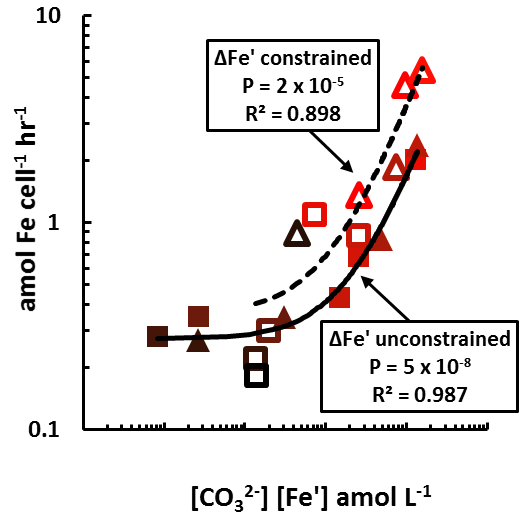 10
ΔFe' constrained
P = 2 x 10⁻⁵
R² = 0.898
amol Fe cell⁻¹ hr⁻¹
1
ΔFe' unconstrained
P = 5 x 10⁻⁸
R² = 0.987
0.1
[CO₃²⁻] [Fe'] amol L⁻¹